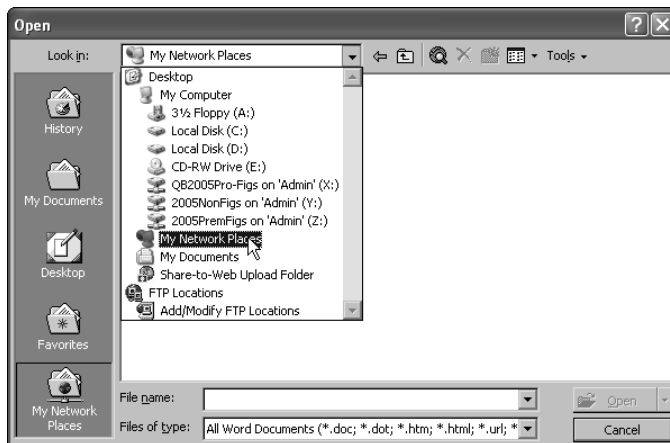 Open
Look in: My Network Places Tools
Desktop
My Computer
3½ Floppy (A:)
Local Disk (C:)
Local Disk (D:)
CD-RW Drive (E:)
QB2005Pro-Figs on 'Admin' (X:)
2005NonFigs on 'Admin' (Y:)
2005PremFigs on 'Admin' (Z:)
My Network Places
My Documents
Share-to-Web Upload Folder
FTP Locations
Add/Modify FTP Locations
History
My Documents
Desktop
Favorites
My Network
Places
File name: Open
Files of type: All Word Documents (*.doc; *.dot; *.htm; *.html; *.url; * Cancel